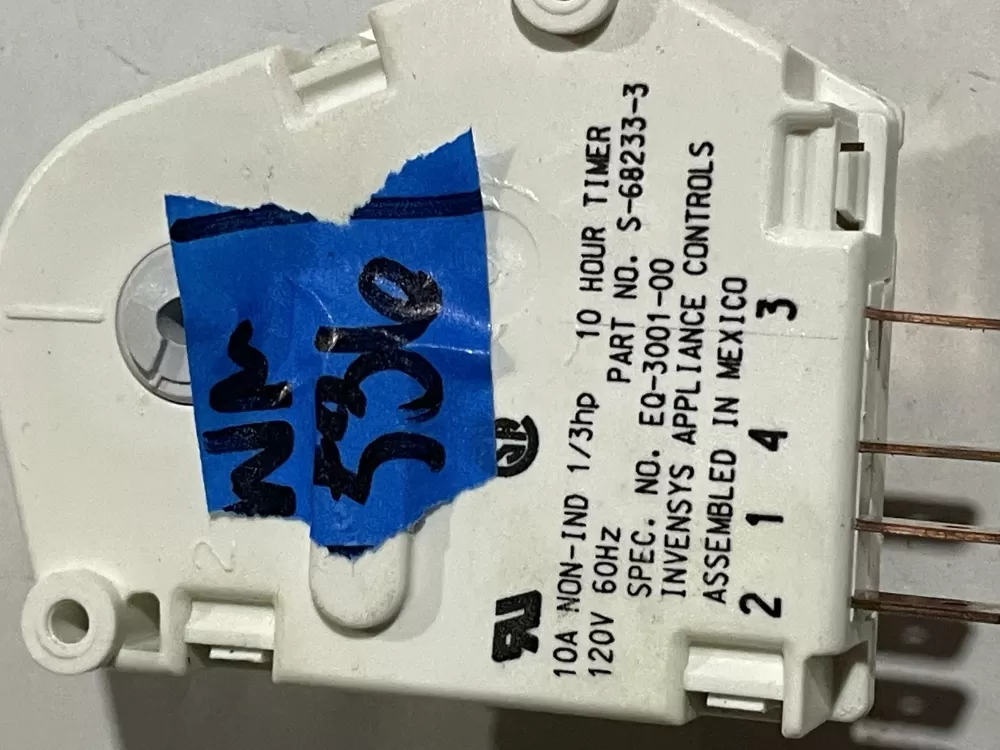 10A NON-IND 1/3hp 10 HOUR TIMER
120V 60Hz PART NO. S-68233-3
SPEC. NO. EQ-3001-00
INVENSYS APPLIANCE CONTROLS
ASSEMBLED IN MEXICO
2 1 4 3